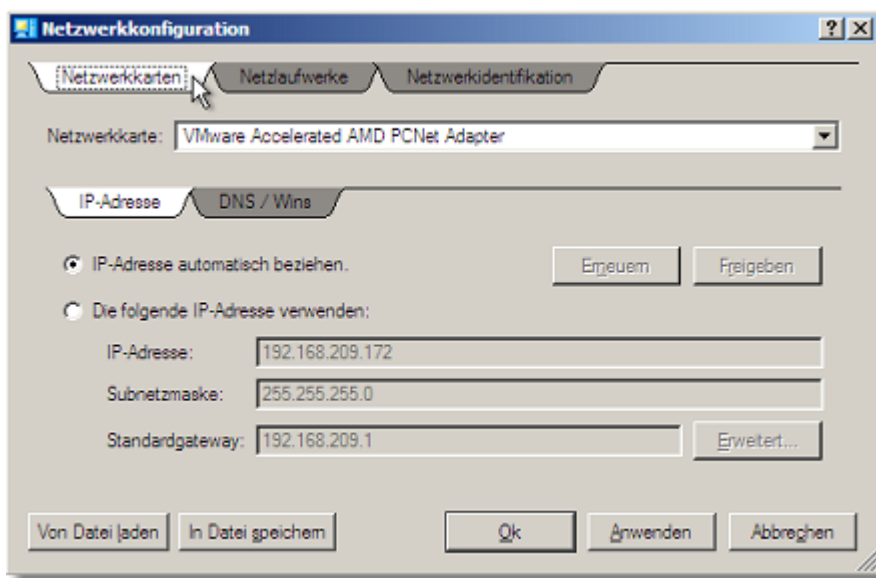 Netzwerkkonfiguration
Netzwerkkarten Netzlaufwerke Netzwerkidentifikation
Netzwerkkarte: VMware Accelerated AMD PCNet Adapter
IP-Adresse DNS / Wins
IP-Adresse automatisch beziehen. Erneuern Freigeben
Die folgende IP-Adresse verwenden:
IP-Adresse: 192.168.209.172
Subnetzmaske: 255.255.255.0
Standardgateway: 192.168.209.1 Erweitert...
Von Datei laden In Datei speichern Ok Anwenden Abbrechen